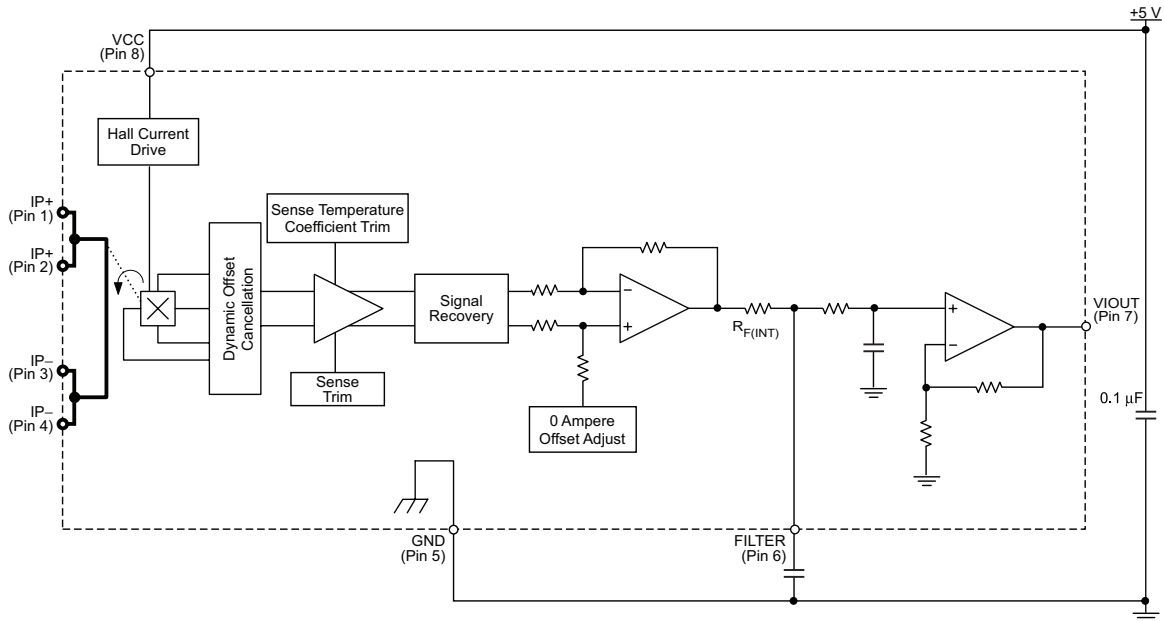 +5 V
VCC
(Pin 8)
Hall Current
Drive
IP+
(Pin 1)
IP+
(Pin 2)
IP–
(Pin 3)
IP–
(Pin 4)
Dynamic Offset
Cancellation
Sense Temperature
Coefficient Trim
Sense
Trim
Signal
Recovery
–
+
0 Ampere
Offset Adjust
RF(INT)
+
–
VIOUT
(Pin 7)
0.1 μF
GND
(Pin 5)
FILTER
(Pin 6)